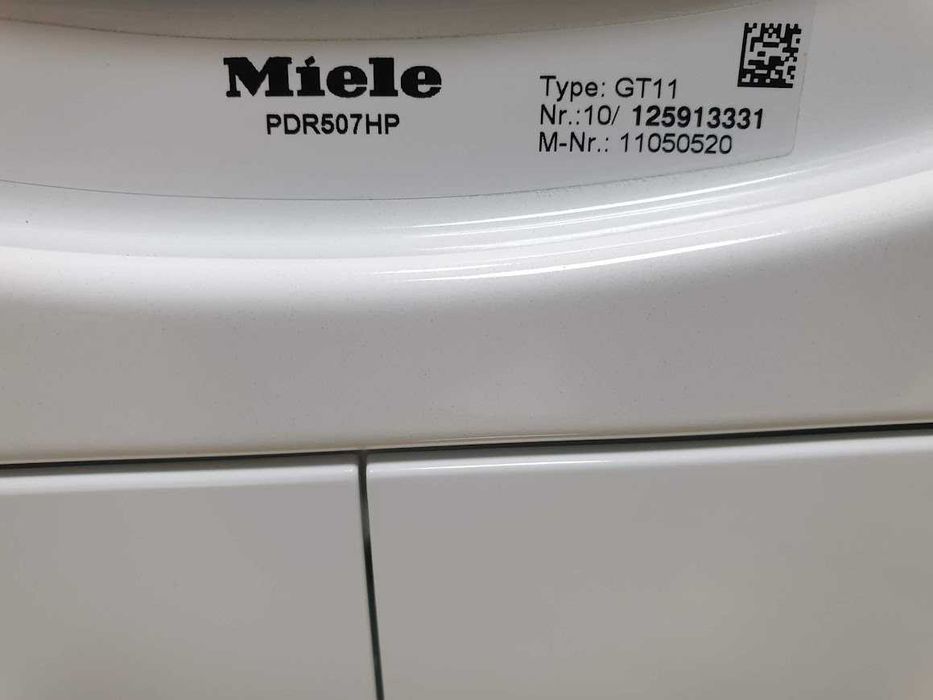 Miele
PDR507HP
Type: GT11
Nr.:10/ 125913331
M-Nr.: 11050520